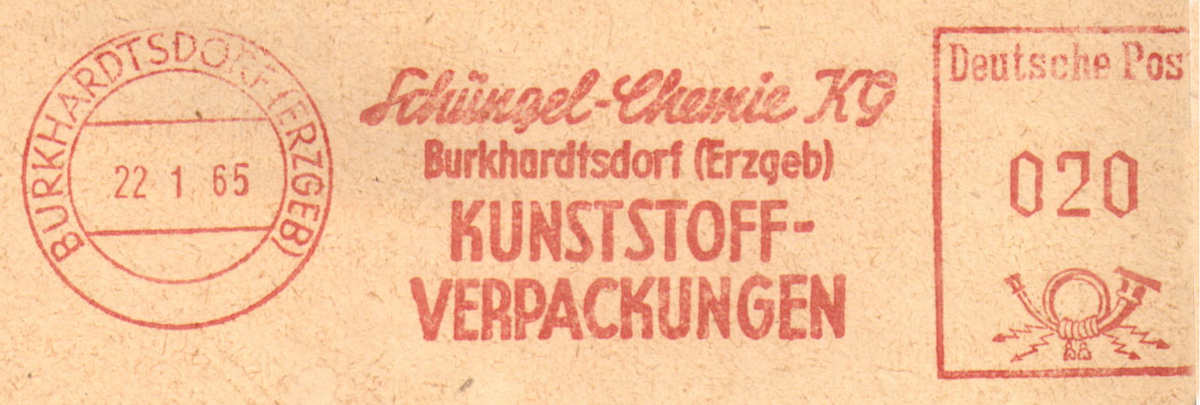 BURKHARDTSDORF (ERZGEB)
22 1 65
Schüngel-Chemie KG
Burkhardtsdorf (Erzgeb)
KUNSTSTOFF-
VERPACKUNGEN
Deutsche Pos
020